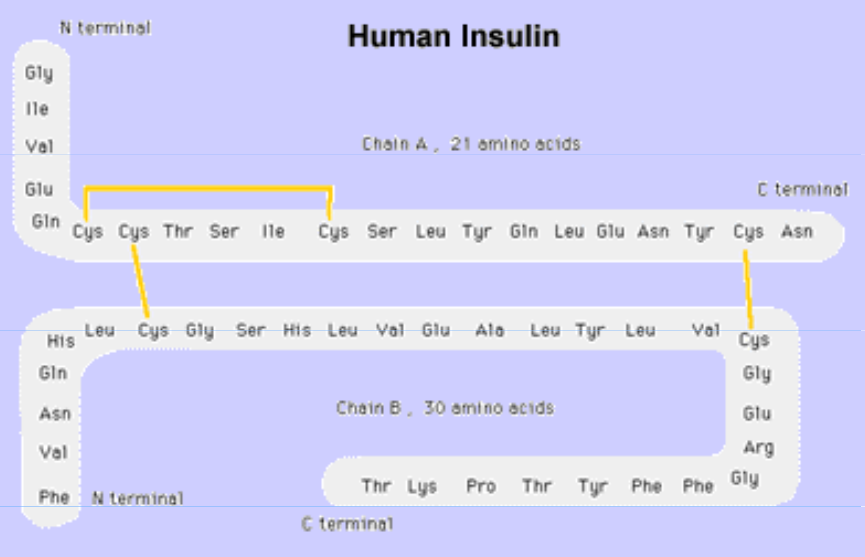 Human Insulin
N terminal
Gly
Ile
Val
Glu
Gln
Chain A , 21 amino acids
C terminal
Cys Cys Thr Ser Ile Cys Ser Leu Tyr Gln Leu Glu Asn Tyr Cys Asn
His Leu Cys Gly Ser His Leu Val Glu Ala Leu Tyr Leu Val Cys
Gln
Asn
Val
Phe
N terminal
Chain B , 30 amino acids
Gly
Glu
Arg
Gly
Thr Lys Pro Thr Tyr Phe Phe
C terminal